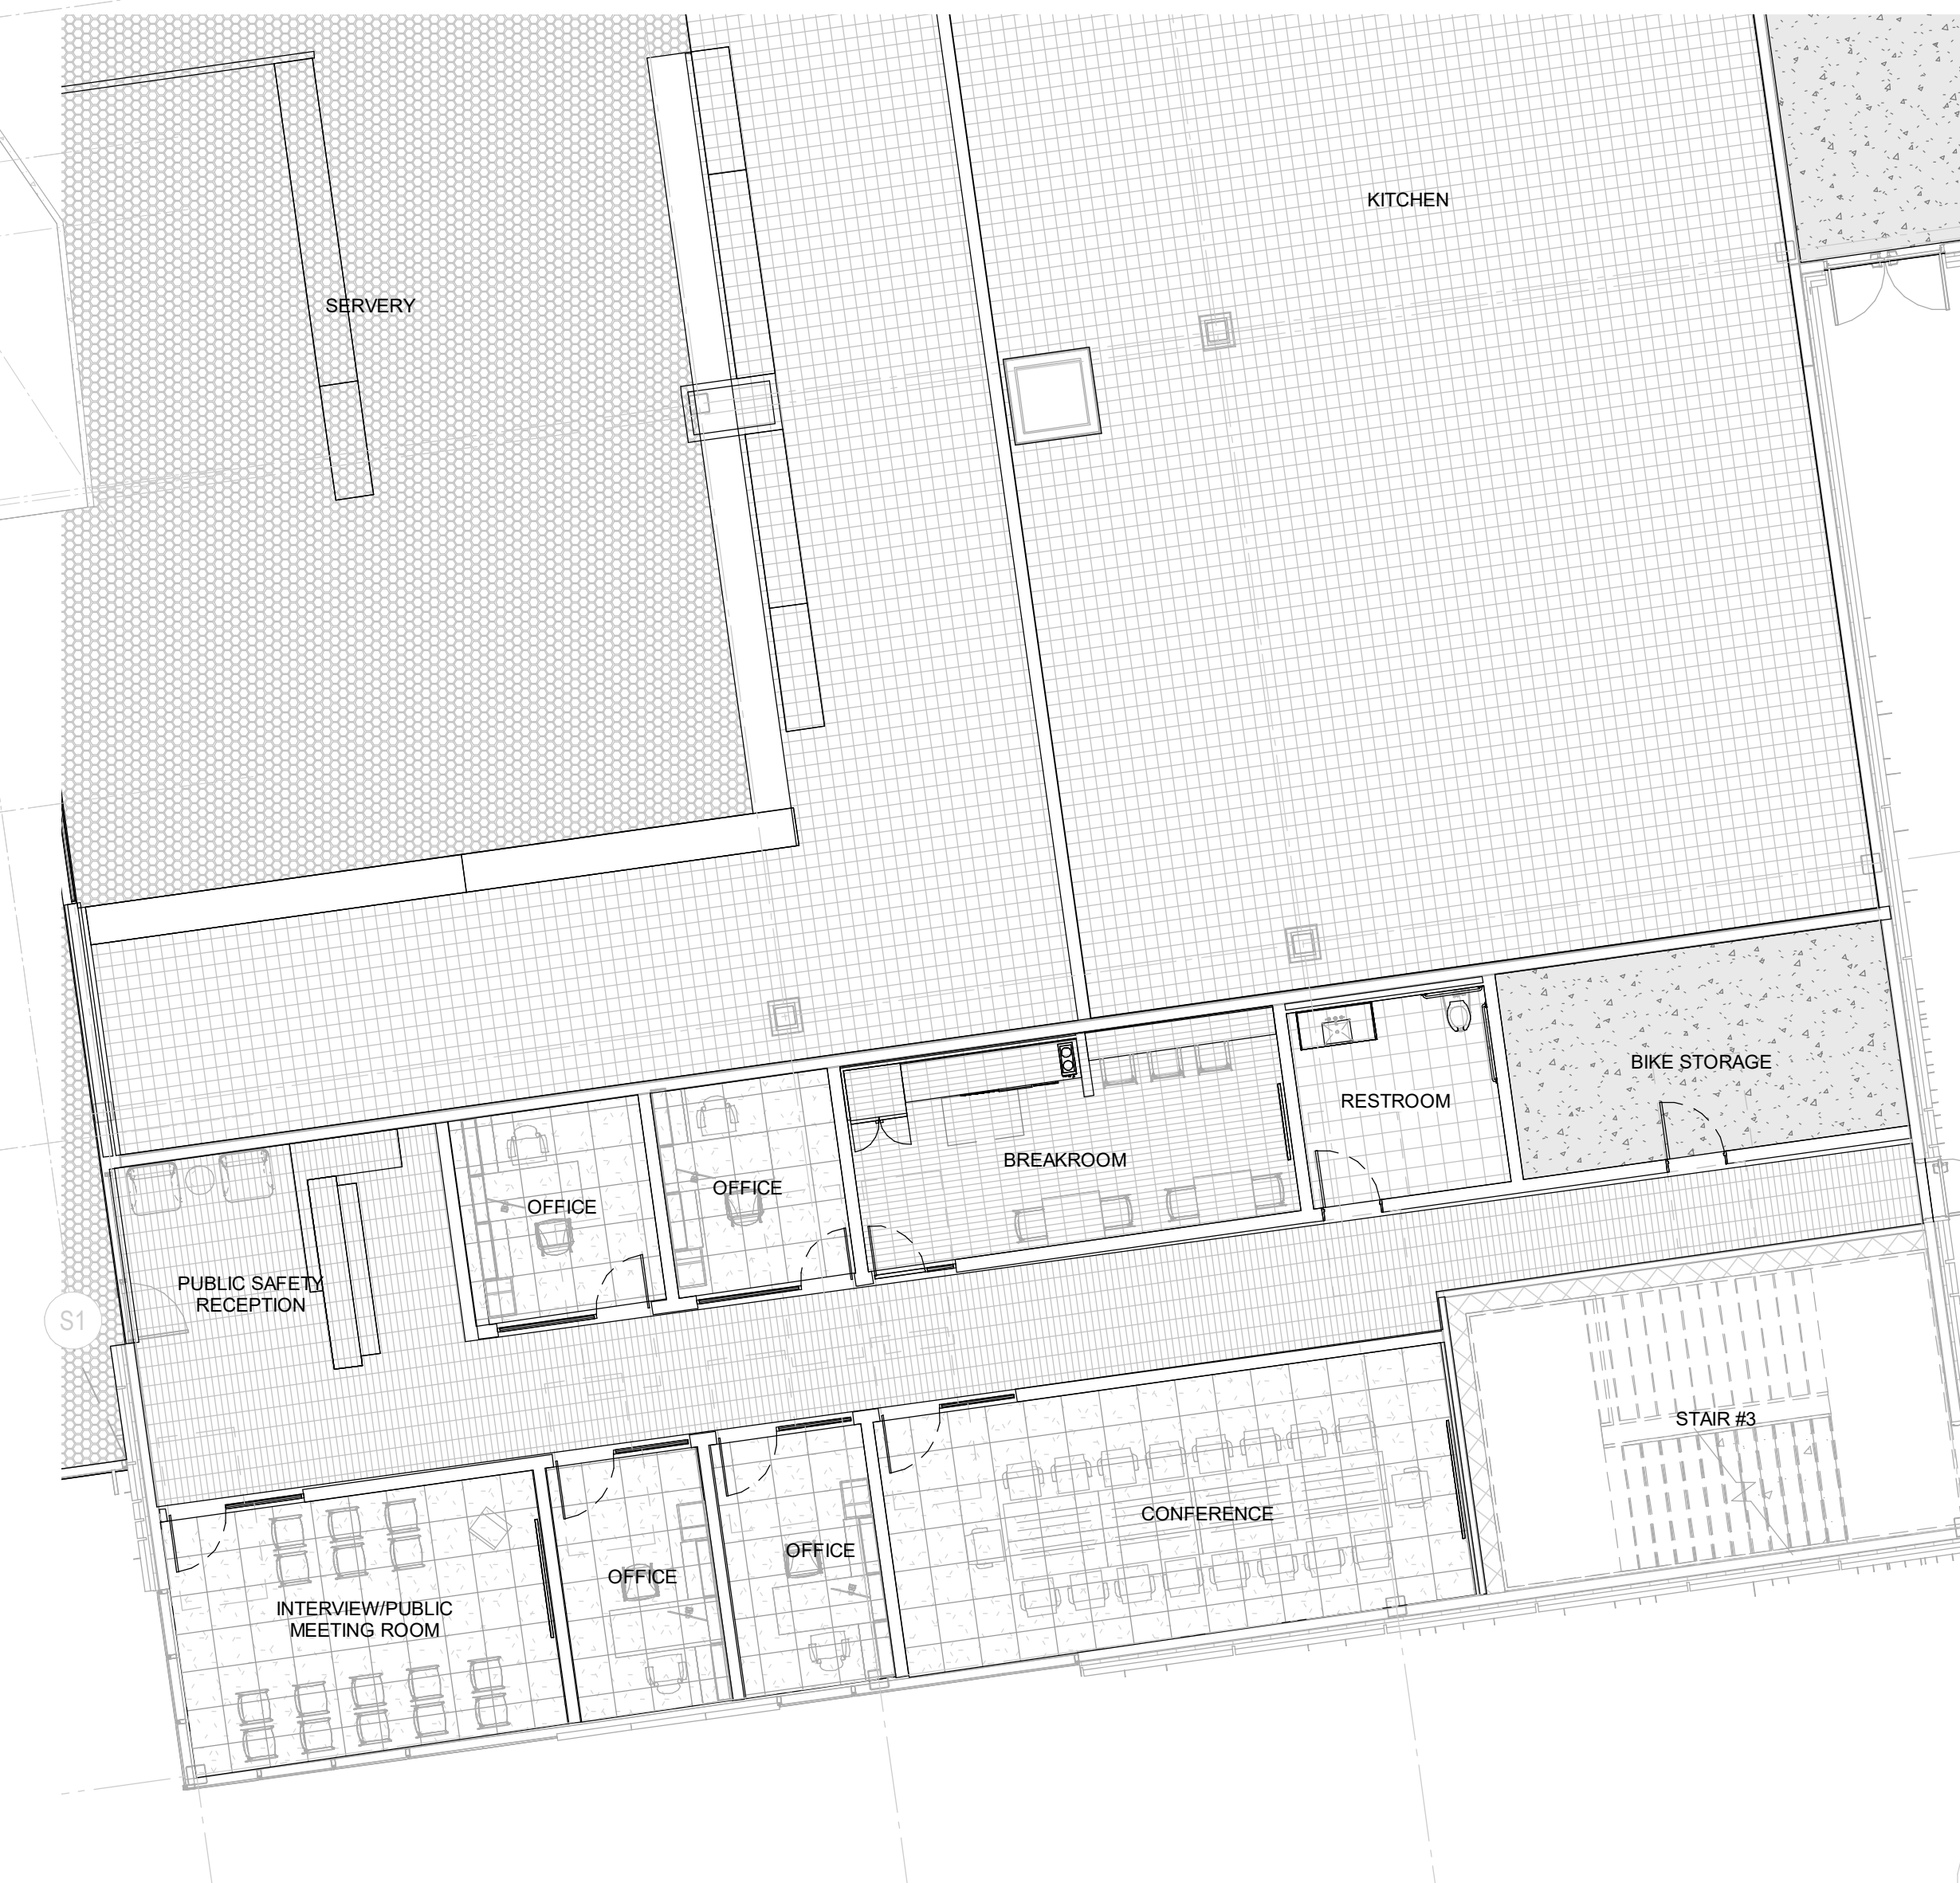 KITCHEN
SERVERY
BIKE STORAGE
RESTROOM
BREAKROOM
OFFICE
OFFICE
PUBLIC SAFETY
RECEPTION
S1
STAIR #3
CONFERENCE
OFFICE
OFFICE
INTERVIEW/PUBLIC
MEETING ROOM